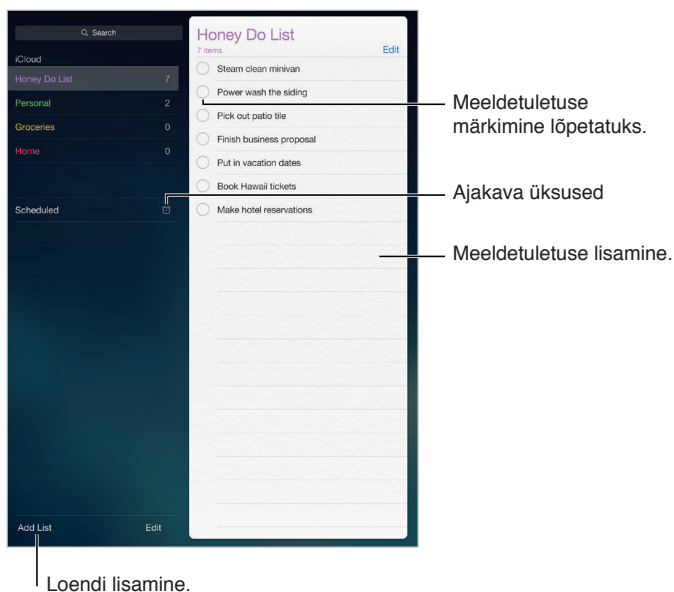 Search
iCloud
Honey Do List 7
Personal 2
Groceries 0
Home 0
Scheduled
Add List Edit
Honey Do List
7 items Edit
Steam clean minivan
Power wash the siding
Pick out patio tile
Finish business proposal
Put in vacation dates
Book Hawaii tickets
Make hotel reservations
Meeldetuletuse
märkimine lõpetatuks.
Ajakava üksused
Meeldetuletuse lisamine.
Loendi lisamine.